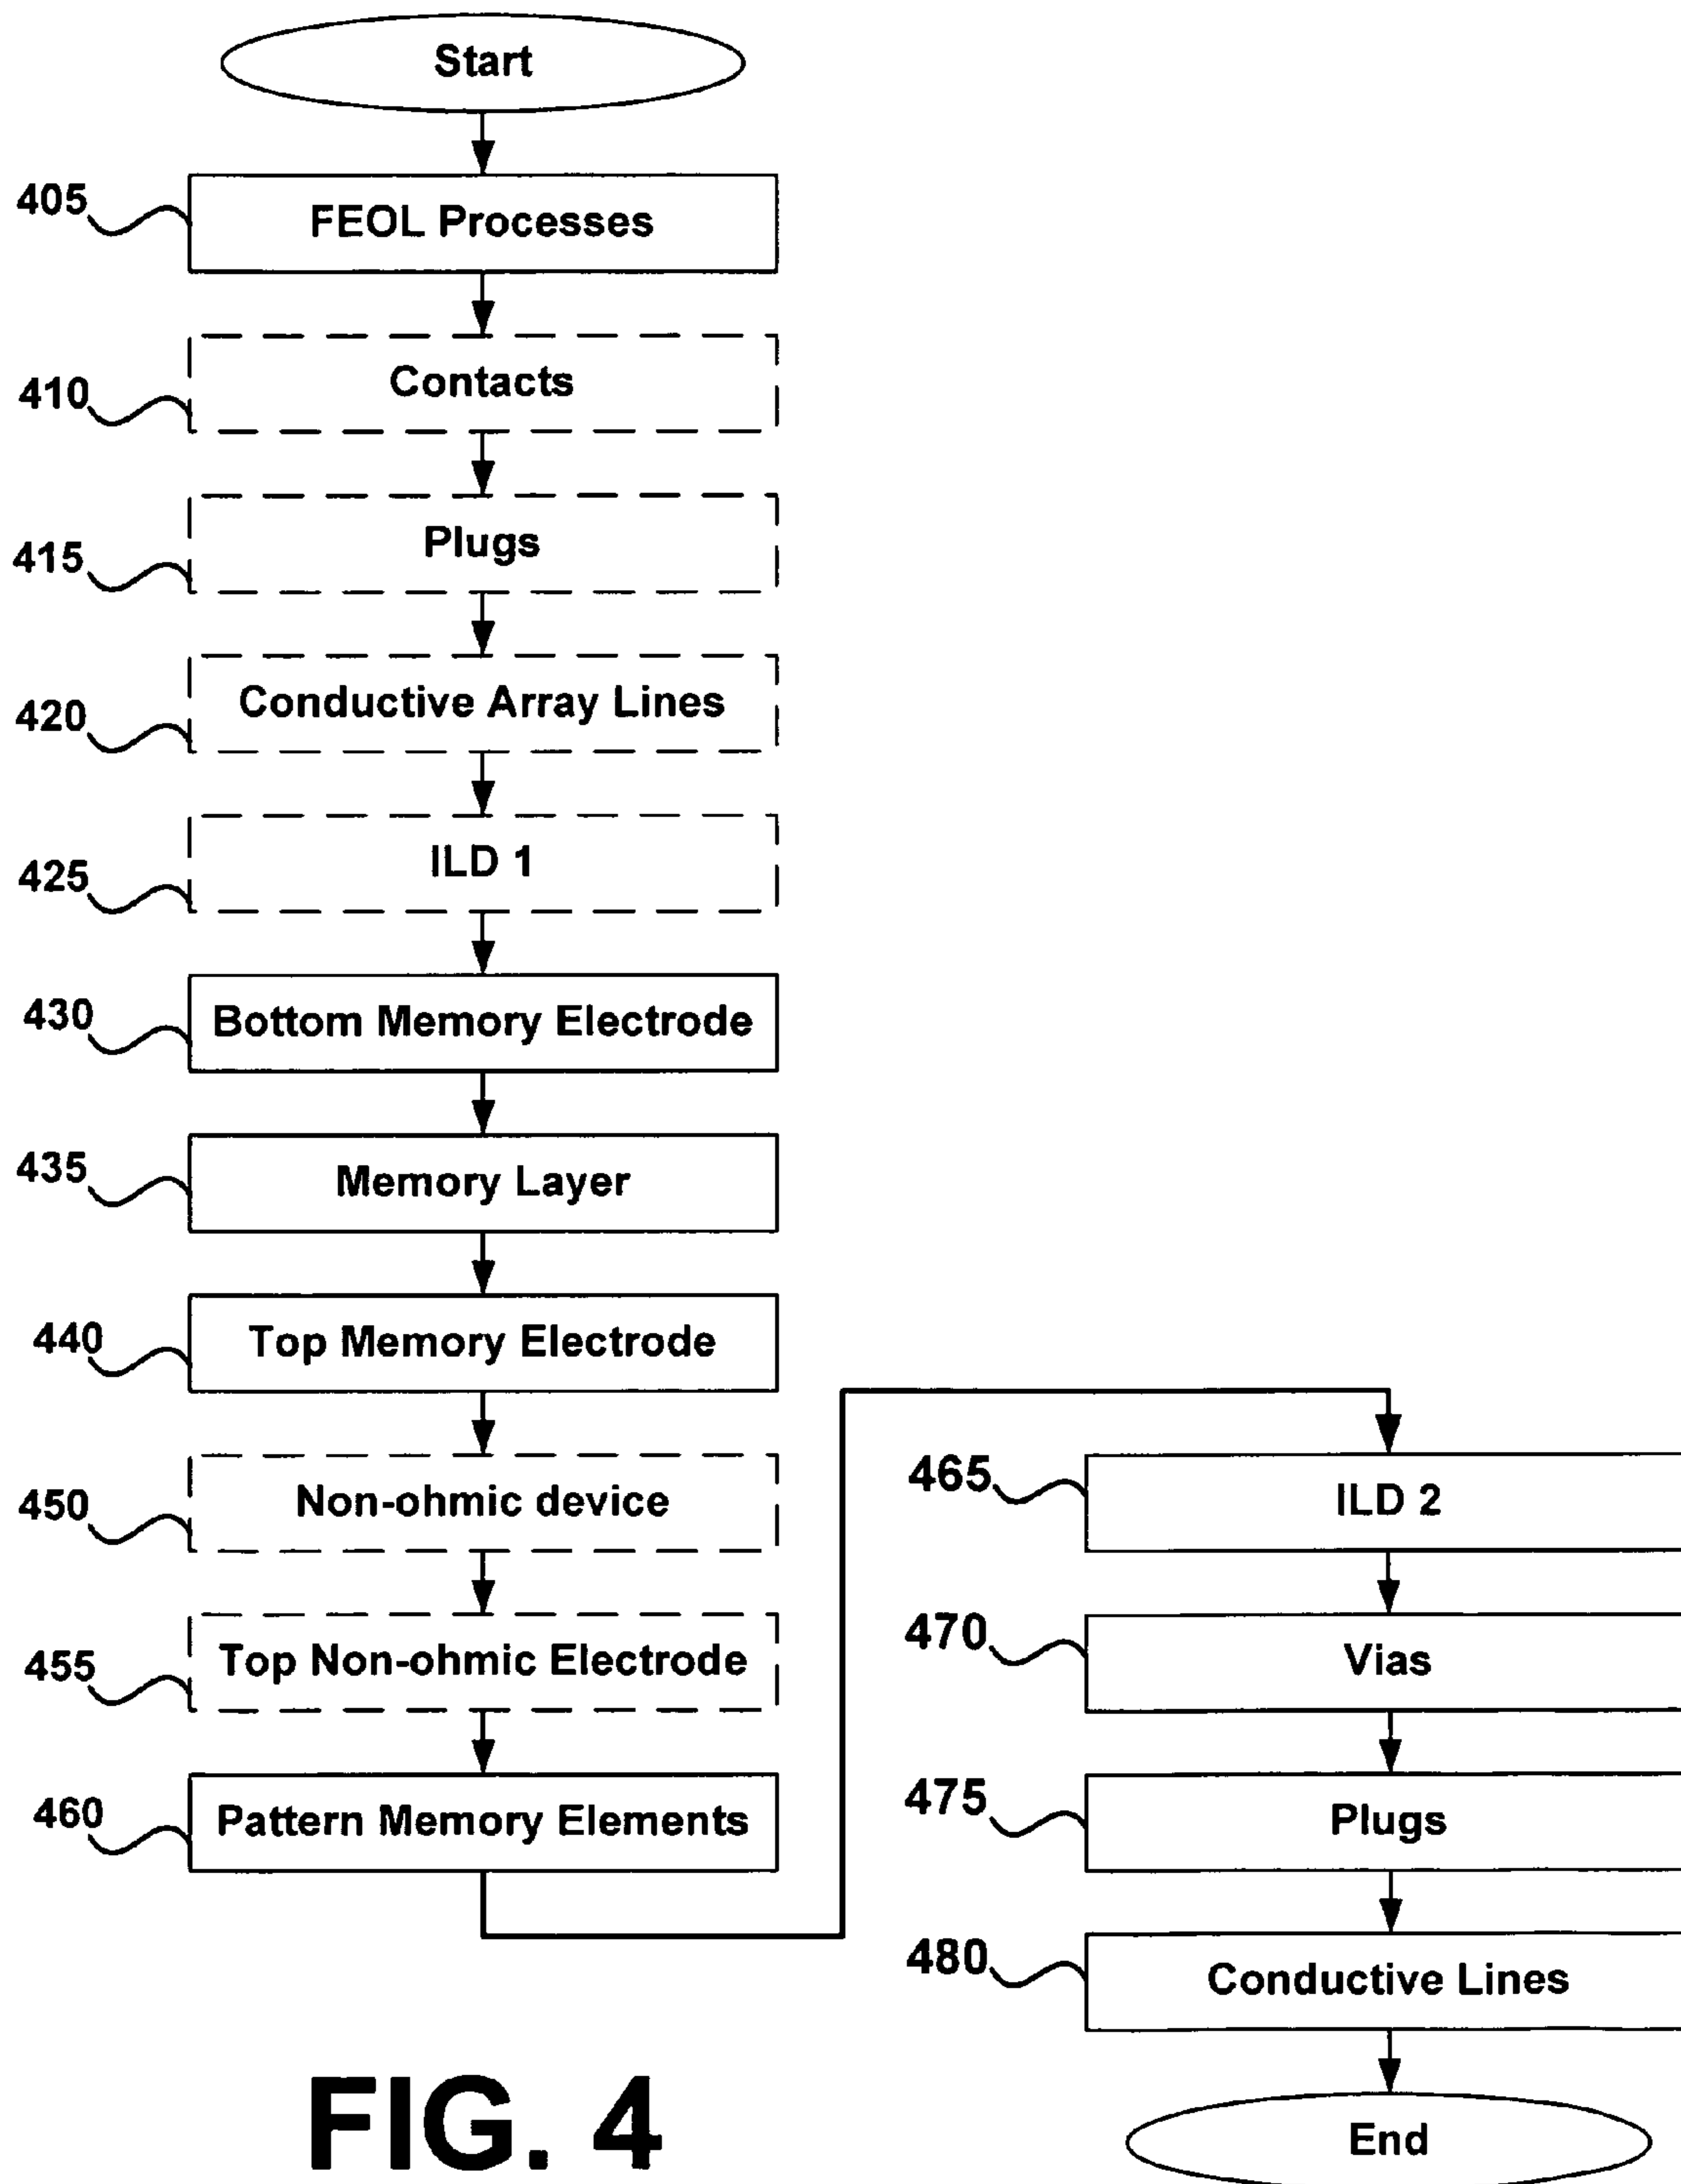 Start
405
FEOL Processes
410
Contacts
415
Plugs
420
Conductive Array Lines
425
ILD 1
430
Bottom Memory Electrode
435
Memory Layer
440
Top Memory Electrode
450
Non-ohmic device
455
Top Non-ohmic Electrode
460
Pattern Memory Elements
465
ILD 2
470
Vias
475
Plugs
480
Conductive Lines
End
FIG. 4